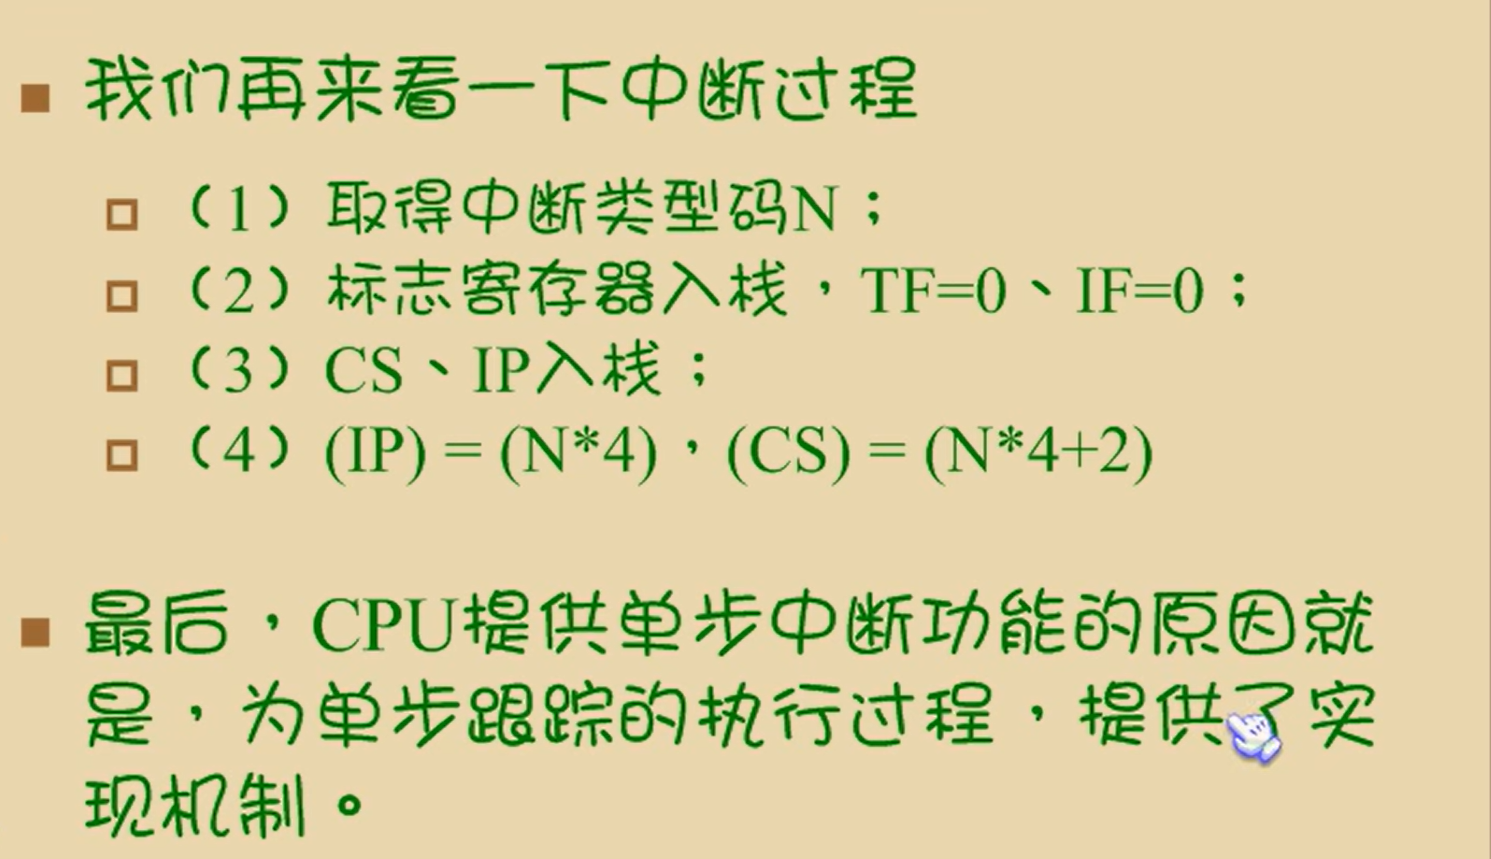 我们再来看一下中断过程
（1）取得中断类型码N；
（2）标志寄存器入栈，TF=0、IF=0；
（3）CS、IP入栈；
（4）(IP) = (N*4)，(CS) = (N*4+2)
最后，CPU提供单步中断功能的原因就
是，为单步跟踪的执行过程，提供了实
现机制。